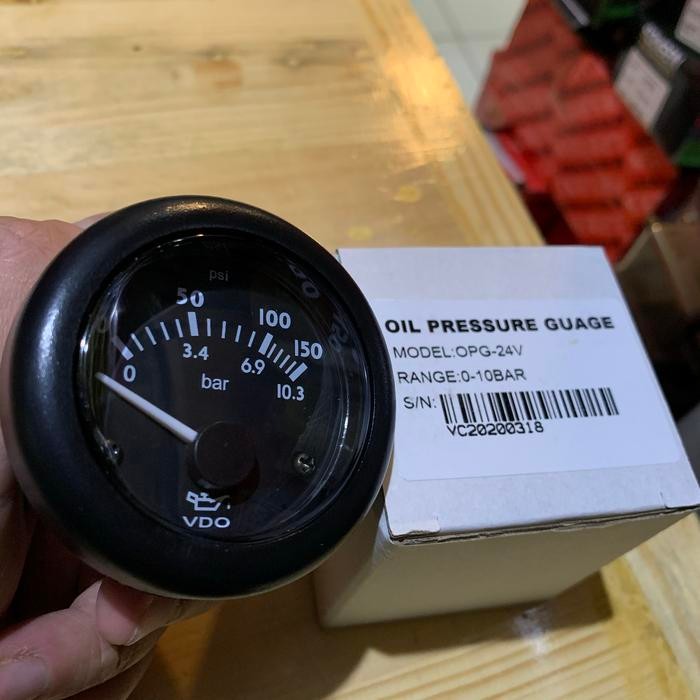 psi
50
100
150
0
3.4
6.9
10.3
bar
VDO
OIL PRESSURE GUAGE
MODEL:OPG-24V
RANGE:0-10BAR
S/N:
VC20200318